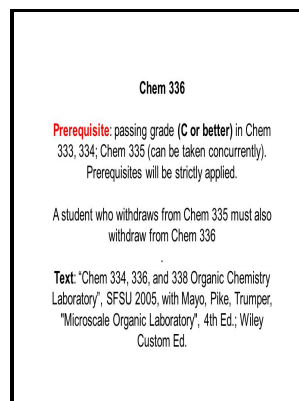 Chem 336
Prerequisite: passing grade (C or better) in Chem
333, 334; Chem 335 (can be taken concurrently).
Prerequisites will be strictly applied.
A student who withdraws from Chem 335 must also
withdraw from Chem 336
.
Text: “Chem 334, 336, and 338 Organic Chemistry
Laboratory”, SFSU 2005, with Mayo, Pike, Trumper,
"Microscale Organic Laboratory", 4th Ed.; Wiley
Custom Ed.